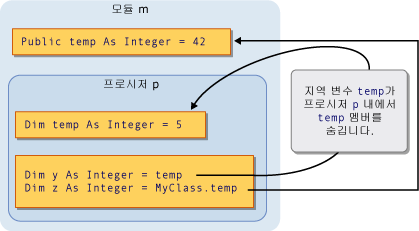 모듈 m
Public temp As Integer = 42
프로시저 p
Dim temp As Integer = 5
Dim y As Integer = temp
Dim z As Integer = MyClass.temp
지역 변수 temp가
프로시저 p 내에서
temp 멤버를
숨깁니다.